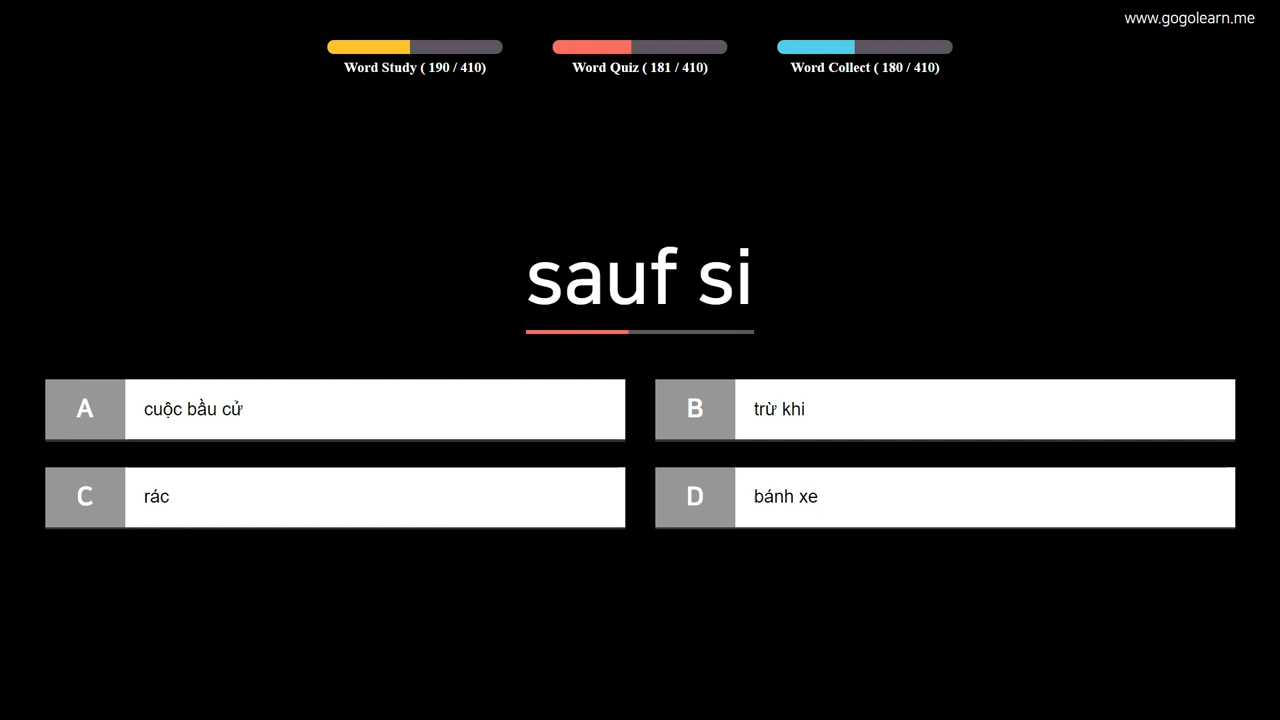 www.gogolearn.me
Word Study ( 190 / 410)
Word Quiz ( 181 / 410)
Word Collect ( 180 / 410)
sauf si
A cuộc bầu cử
B trừ khi
C rác
D bánh xe